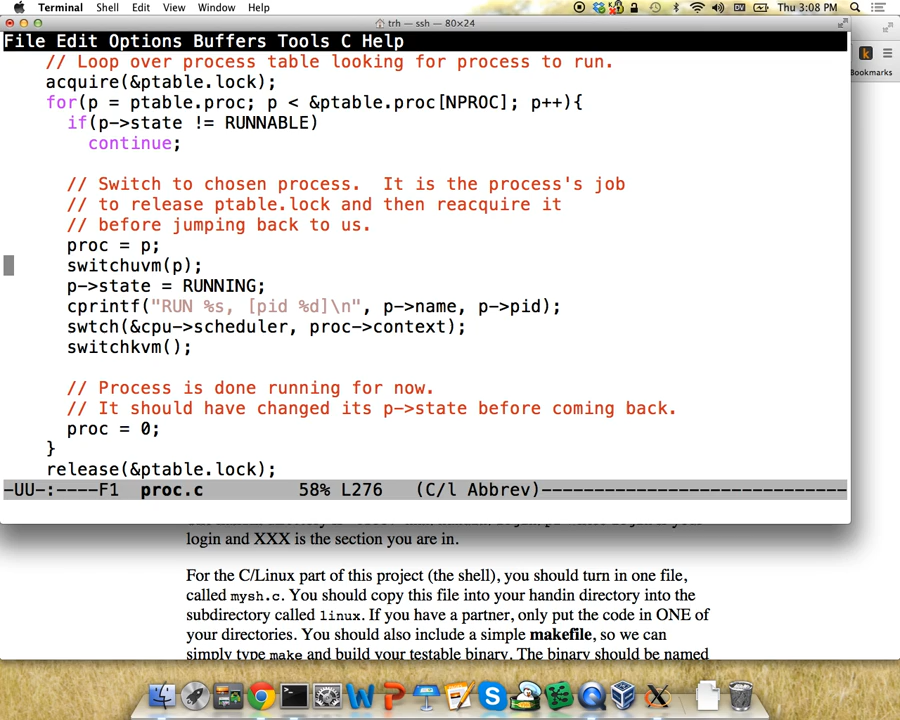 Terminal Shell Edit View Window Help Thu 3:08 PM
trh — ssh — 80×24
File Edit Options Buffers Tools C Help
// Loop over process table looking for process to run.
acquire(&ptable.lock);
for(p = ptable.proc; p < &ptable.proc[NPROC]; p++){
if(p->state != RUNNABLE)
continue;
// Switch to chosen process.  It is the process's job
// to release ptable.lock and then reacquire it
// before jumping back to us.
proc = p;
switchuvm(p);
p->state = RUNNING;
cprintf("RUN %s, [pid %d]\n", p->name, p->pid);
swtch(&cpu->scheduler, proc->context);
switchkvm();
// Process is done running for now.
// It should have changed its p->state before coming back.
proc = 0;
}
release(&ptable.lock);
-UU-:----F1  proc.c         58% L276   (C/l Abbrev)-----------------------------
Bookmarks
login and XXX is the section you are in.
For the C/Linux part of this project (the shell), you should turn in one file,
called mysh.c. You should copy this file into your handin directory into the
subdirectory called linux. If you have a partner, only put the code in ONE of
your directories. You should also include a simple makefile, so we can
simply type make and build your testable binary. The binary should be named